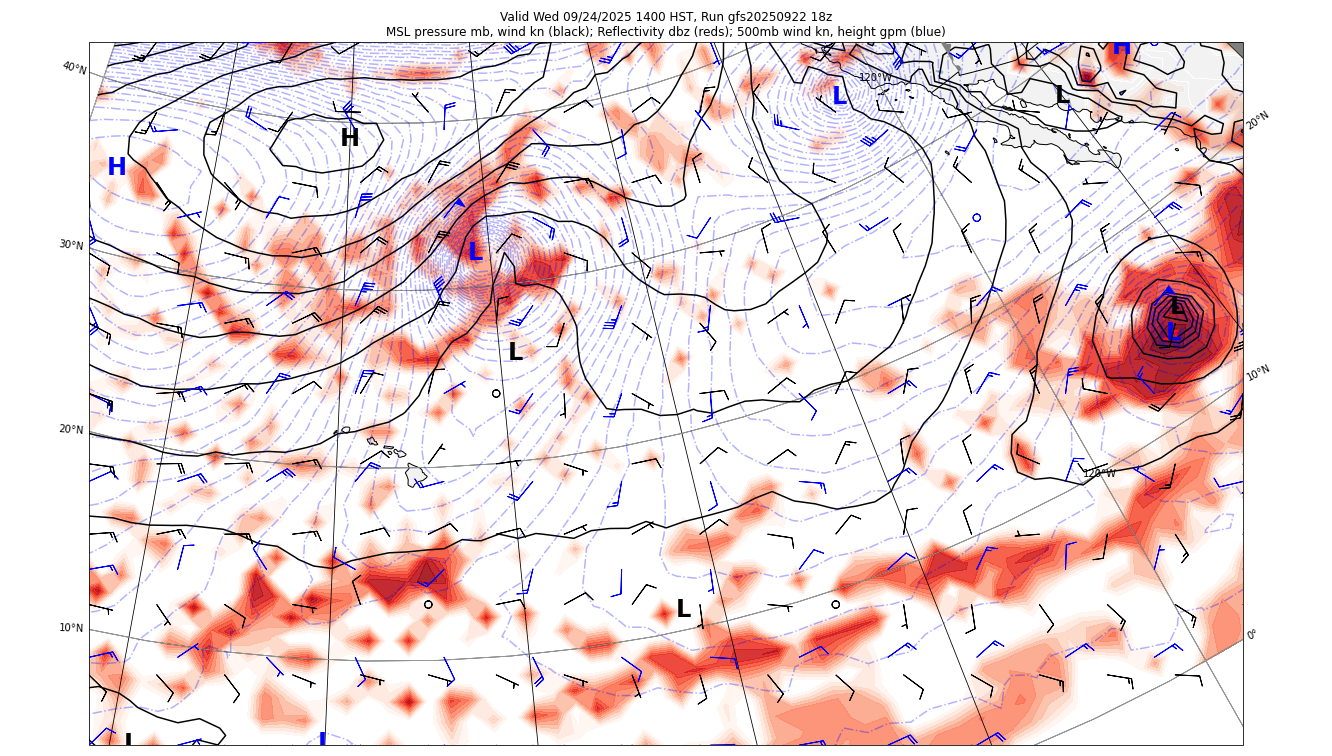 Valid Wed 09/24/2025 1400 HST, Run gfs20250922 18z
MSL pressure mb, wind kn (black); Reflectivity dbz (reds); 500mb wind kn, height gpm (blue)
H
40°N
120°W
L
L
20°N
H
H
30°N
L
L
L
L
10°N
20°N
120°W
L
10°N
0°
L
L